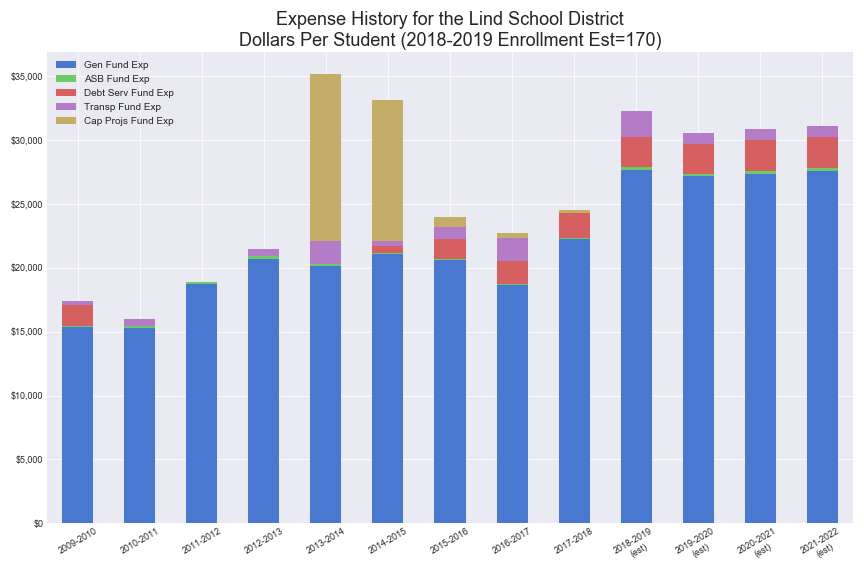 Expense History for the Lind School District
Dollars Per Student (2018-2019 Enrollment Est=170)
Gen Fund Exp
ASB Fund Exp
Debt Serv Fund Exp
Transp Fund Exp
Cap Projs Fund Exp
$35,000
$30,000
$25,000
$20,000
$15,000
$10,000
$5,000
$0
2009-2010
2010-2011
2011-2012
2012-2013
2013-2014
2014-2015
2015-2016
2016-2017
2017-2018
2018-2019
(est)
2019-2020
(est)
2020-2021
(est)
2021-2022
(est)